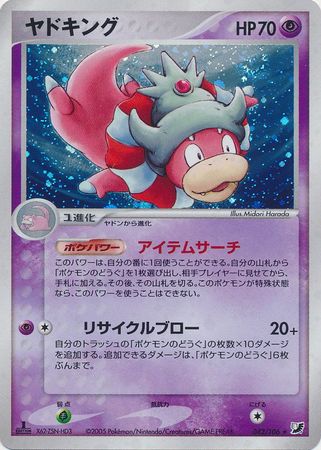 ヤドキング HP70
Illus.Midori Harada
1進化 ヤドンから進化
ポケパワー アイテムサーチ
このパワーは、自分の番に1回使うことができる。自分の山札から
「ポケモンのどうぐ」を1枚選び出し、相手プレイヤーに見せてから、
手札に加える。その後、その山札を切る。このポケモンが特殊状態
なら、このパワーを使うことはできない。
リサイクルブロー 20+
自分のトラッシュの「ポケモンのどうぐ」の枚数×10ダメージ
を追加する。追加できるダメージは、「ポケモンのどうぐ」6枚
ぶんまで。
弱点 抵抗力 にげる
1 EDITION X62-ZSN-HD3 ©2005 Pokémon/Nintendo/Creatures/GAME FREAK. 042/106